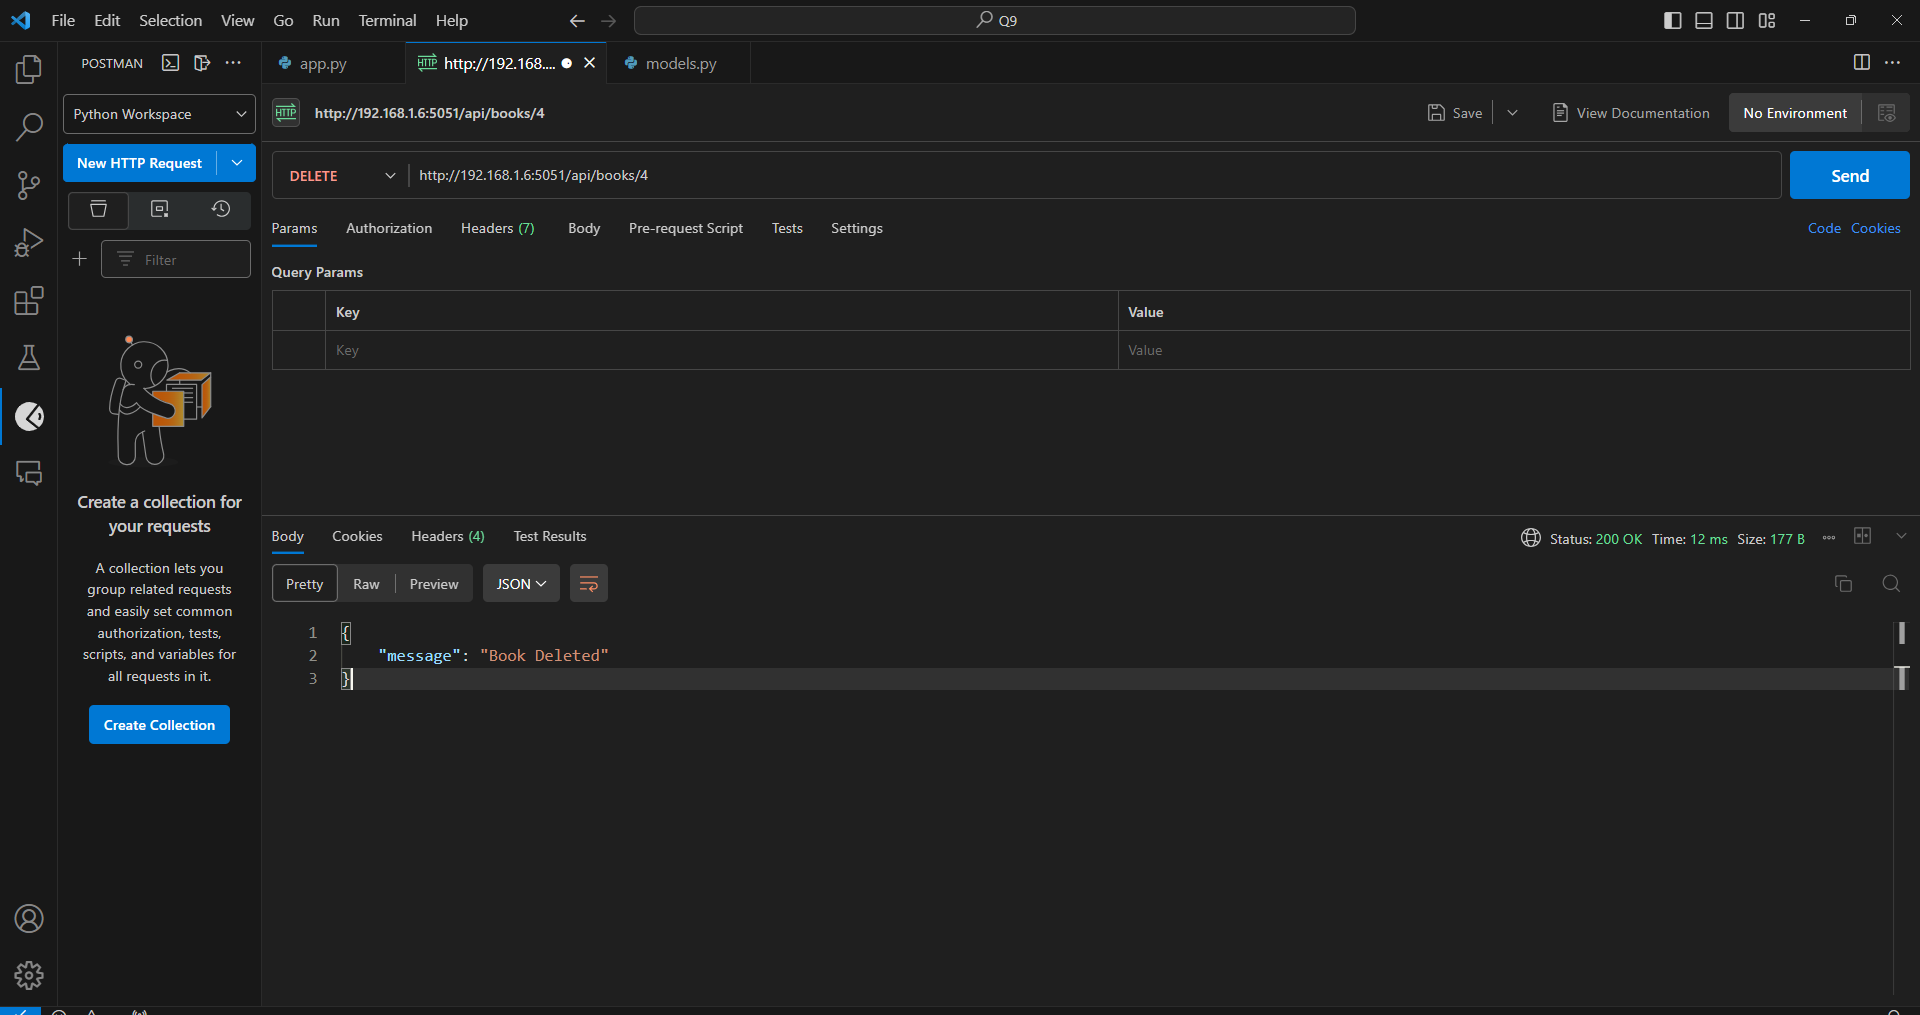 File Edit Selection View Go Run Terminal Help
Q9
POSTMAN
app.py
HTTP http://192.168....
models.py
Python Workspace
HTTP http://192.168.1.6:5051/api/books/4
Save
View Documentation
No Environment
New HTTP Request
DELETE
http://192.168.1.6:5051/api/books/4
Send
Params Authorization Headers (7) Body Pre-request Script Tests Settings
Code Cookies
Filter
Query Params
Key Value
Key Value
Create a collection for
your requests
A collection lets you
group related requests
and easily set common
authorization, tests,
scripts, and variables for
all requests in it.
Create Collection
Body Cookies Headers (4) Test Results
Status: 200 OK Time: 12 ms Size: 177 B
Pretty Raw Preview JSON
1 {
2 "message": "Book Deleted"
3 }